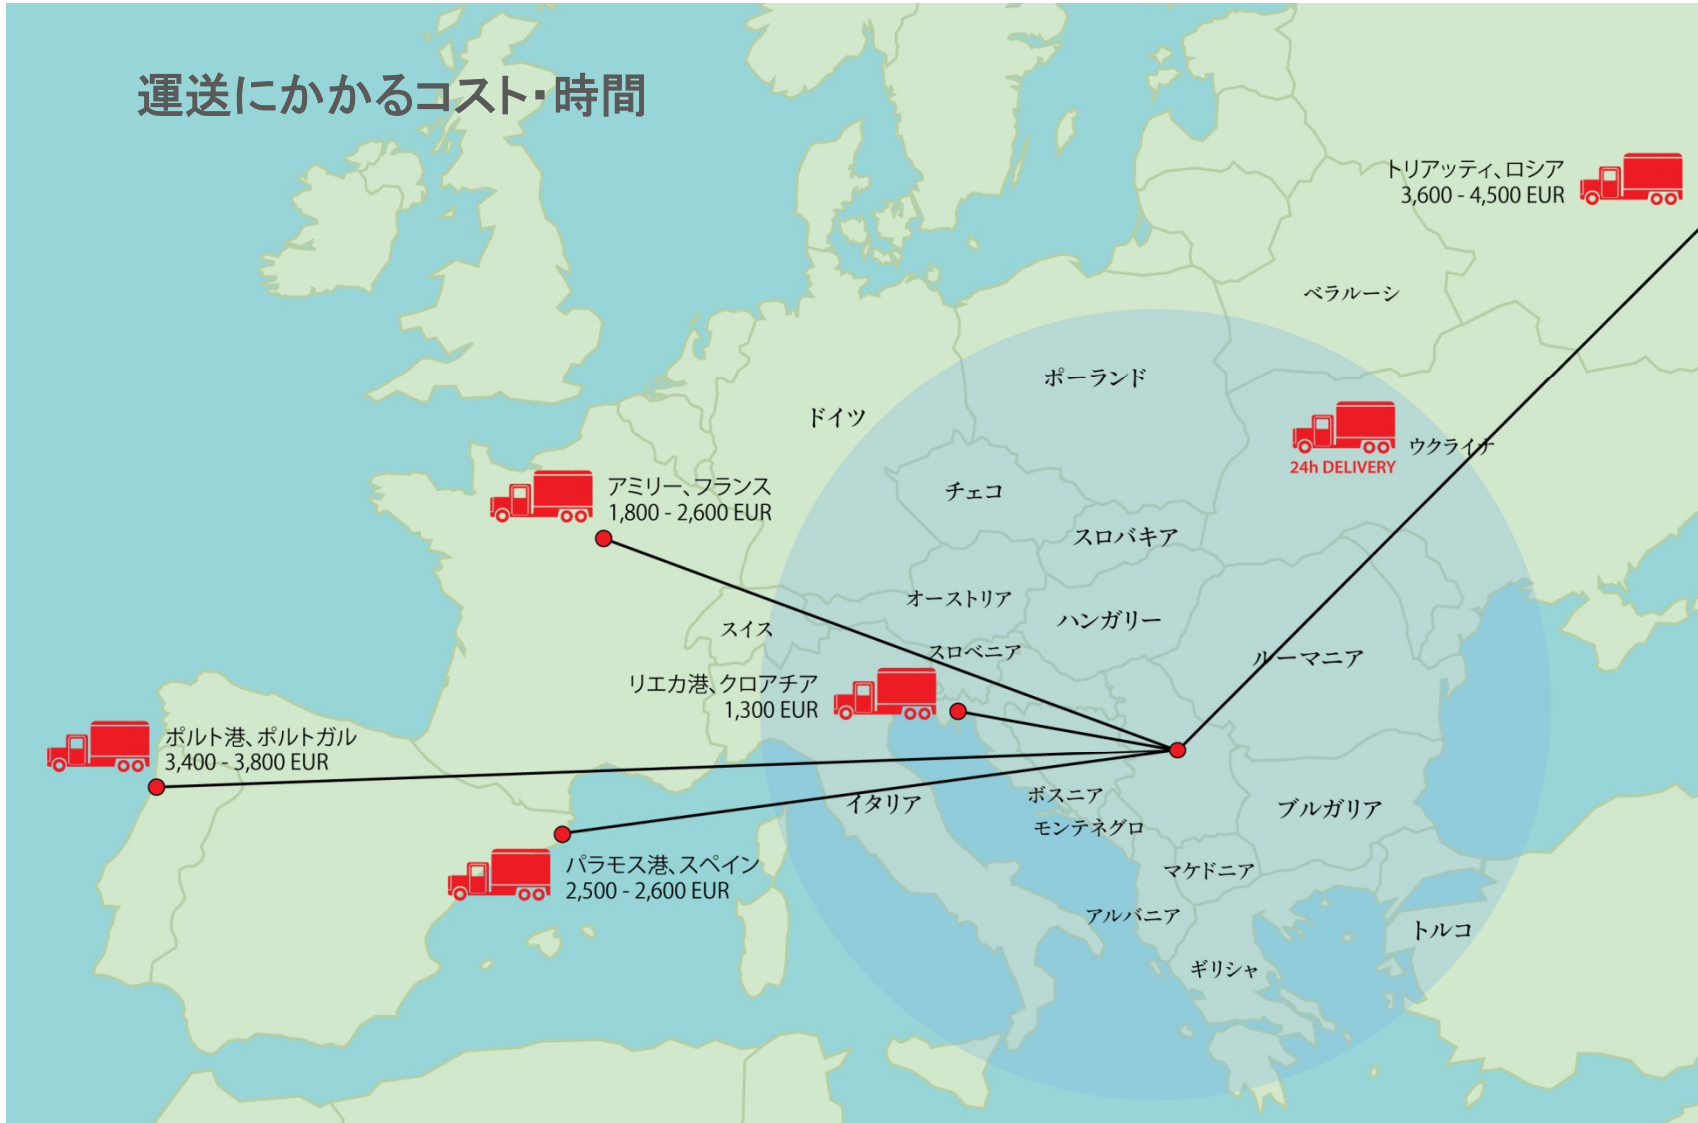 運送にかかるコスト・時間
トリアッティ、ロシア
3,600 - 4,500 EUR
ベラルーシ
ポーランド
ドイツ
24h DELIVERY
ウクライナ
アミリー、フランス
1,800 - 2,600 EUR
チェコ
スロバキア
オーストリア
ハンガリー
スイス
スロベニア
ルーマニア
リエカ港、クロアチア
1,300 EUR
ポルト港、ポルトガル
3,400 - 3,800 EUR
ボスニア
イタリア
ブルガリア
モンテネグロ
パラモス港、スペイン
2,500 - 2,600 EUR
マケドニア
アルバニア
トルコ
ギリシャ